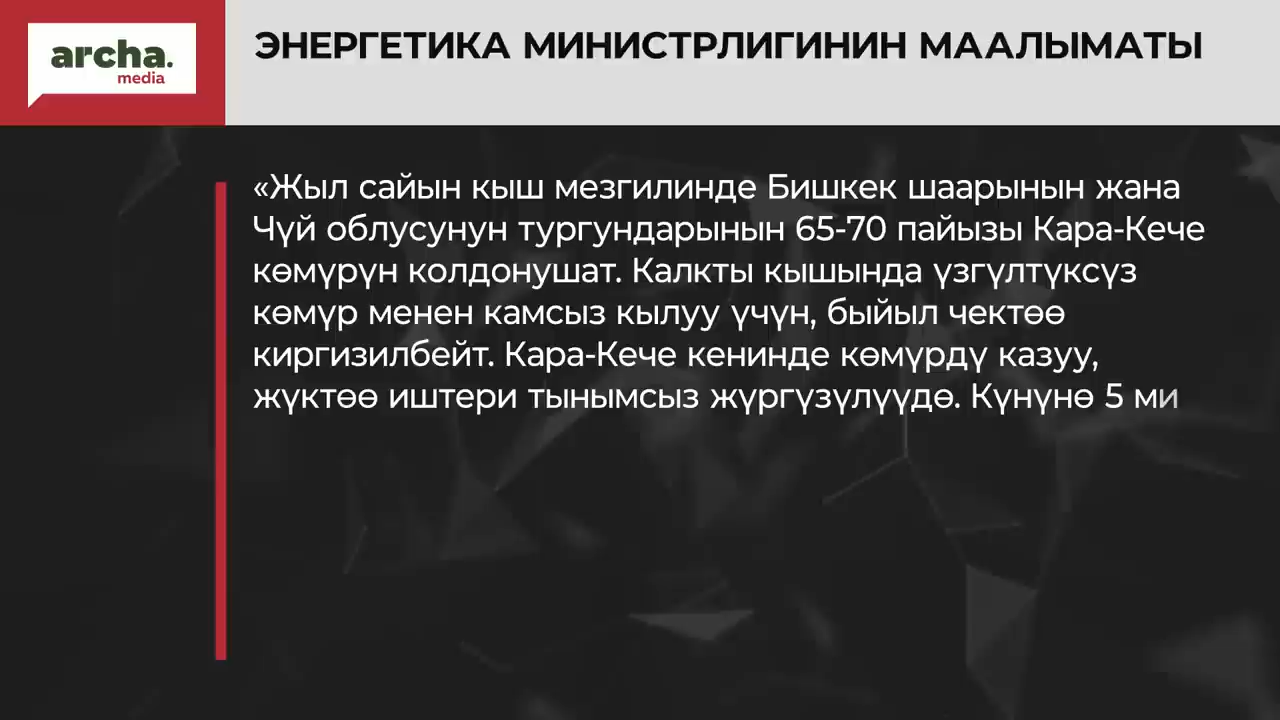 archa.
media
ЭНЕРГЕТИКА МИНИСТРЛИГИНИН МААЛЫМАТЫ
«Жыл сайын кыш мезгилинде Бишкек шаарынын жана
Чүй облусунун тургундарынын 65-70 пайызы Кара-Кече
көмүрүн колдонушат. Калкты кышында үзгүлтүксүз
көмүр менен камсыз кылуу үчүн, быйыл чектөө
киргизилбейт. Кара-Кече кенинде көмүрдү казуу,
жүктөө иштери тынымсыз жүргүзүлүүдө. Күнүнө 5 ми